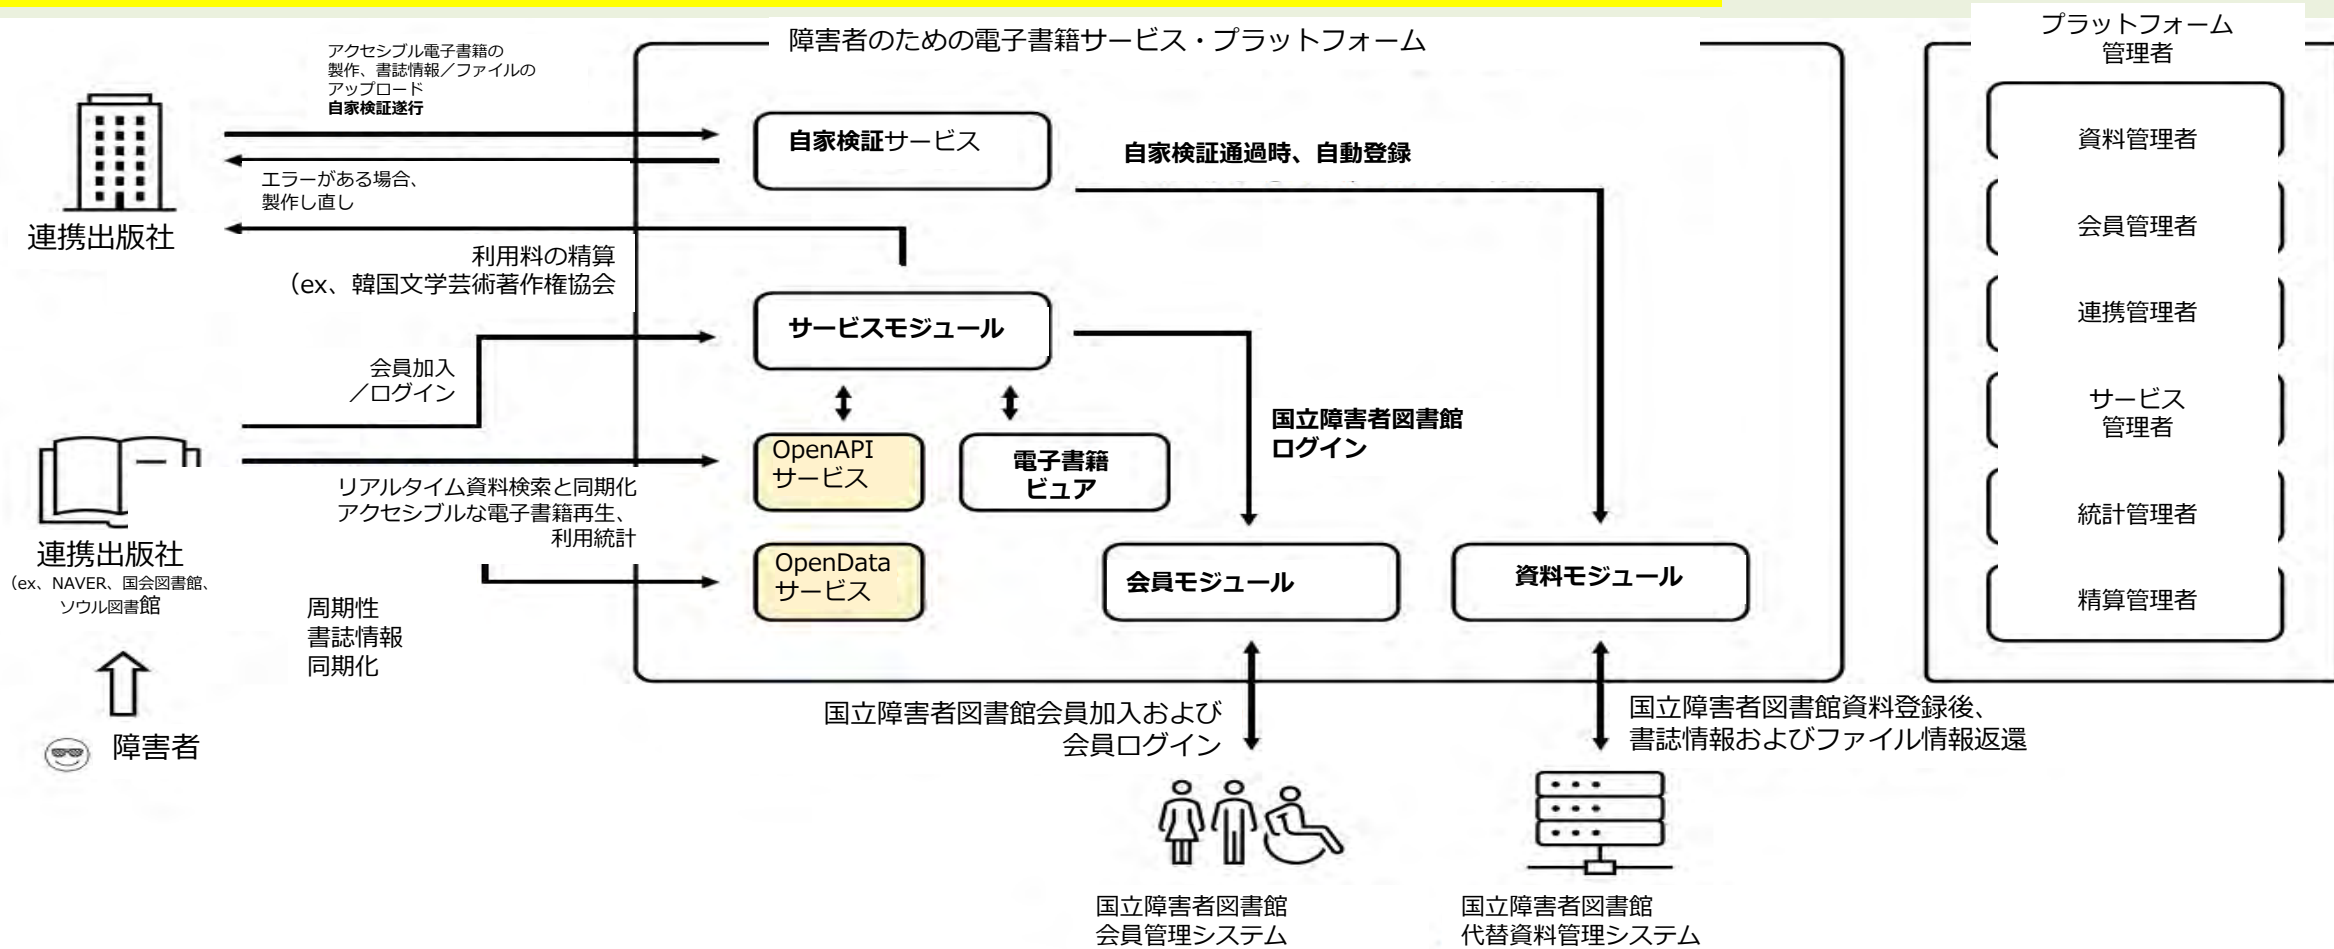 障害者のための電子書籍サービス・プラットフォーム
アクセシブル電子書籍の
製作、書誌情報／ファイルの
アップロード
自家検証遂行
連携出版社
エラーがある場合、
製作し直し
利用料の精算
（ex、韓国文学芸術著作権協会
会員加入
／ログイン
リアルタイム資料検索と同期化
アクセシブルな電子書籍再生、
利用統計
連携出版社
（ex、NAVER、国会図書館、
ソウル図書館
周期性
書誌情報
同期化
障害者
自家検証サービス
自家検証通過時、自動登録
サービスモジュール
国立障害者図書館
ログイン
OpenAPI
サービス
電子書籍
ビュア
OpenData
サービス
会員モジュール
資料モジュール
国立障害者図書館会員加入および
会員ログイン
国立障害者図書館資料登録後、
書誌情報およびファイル情報返還
国立障害者図書館
会員管理システム
国立障害者図書館
代替資料管理システム
プラットフォーム
管理者
資料管理者
会員管理者
連携管理者
サービス
管理者
統計管理者
精算管理者